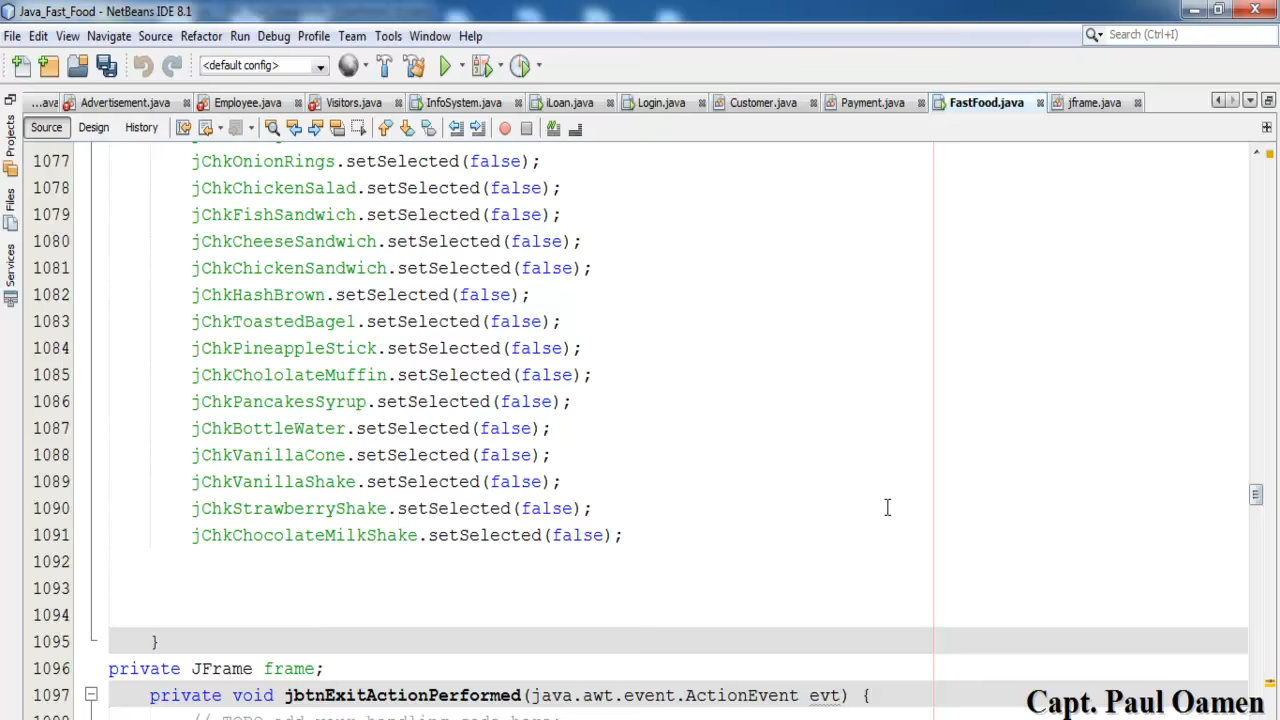 Java_Fast_Food - NetBeans IDE 8.1
File Edit View Navigate Source Refactor Run Debug Profile Team Tools Window Help
Search (Ctrl+I)
<default config>
...ava Advertisement.java Employee.java Visitors.java InfoSystem.java iLoan.java Login.java Customer.java Payment.java FastFood.java jframe.java
Source Design History
Projects
Files
Services
1077 jChkOnionRings.setSelected(false);
1078 jChkChickenSalad.setSelected(false);
1079 jChkFishSandwich.setSelected(false);
1080 jChkCheeseSandwich.setSelected(false);
1081 jChkChickenSandwich.setSelected(false);
1082 jChkHashBrown.setSelected(false);
1083 jChkToastedBagel.setSelected(false);
1084 jChkPineappleStick.setSelected(false);
1085 jChkChololateMuffin.setSelected(false);
1086 jChkPancakesSyrup.setSelected(false);
1087 jChkBottleWater.setSelected(false);
1088 jChkVanillaCone.setSelected(false);
1089 jChkVanillaShake.setSelected(false);
1090 jChkStrawberryShake.setSelected(false);
1091 jChkChocolateMilkShake.setSelected(false);
1092
1093
1094
1095 }
1096 private JFrame frame;
1097 private void jbtnExitActionPerformed(java.awt.event.ActionEvent evt) {
Capt. Paul Oamen